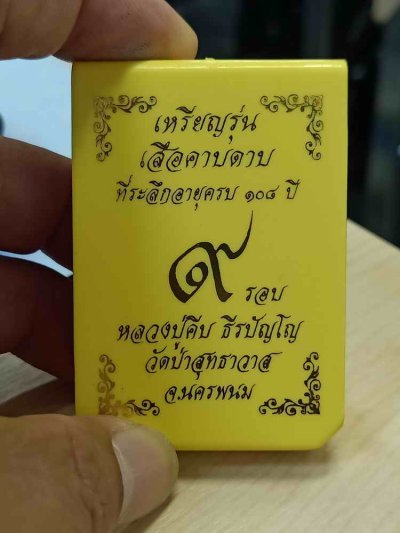 เหรียญรุ่น
เสือคาบดาบ
ที่ระลึกอายุครบ ๑๐๘ ปี
๙ รอบ
หลวงปู่คีบ ธีรปัญโญ
วัดป่าสุทธาวาส
จ.นครพนม